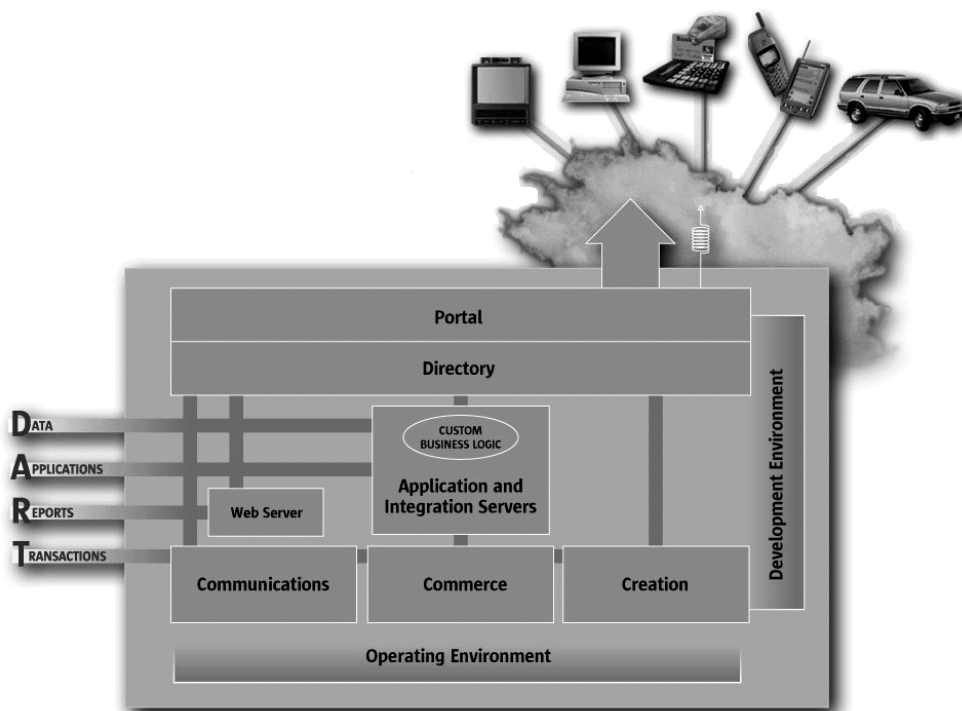 Portal
Directory
DATA
APPLICATIONS
REPORTS
TRANSACTIONS
CUSTOM
BUSINESS LOGIC
Application and
Integration Servers
Web Server
Communications
Commerce
Creation
Development Environment
Operating Environment